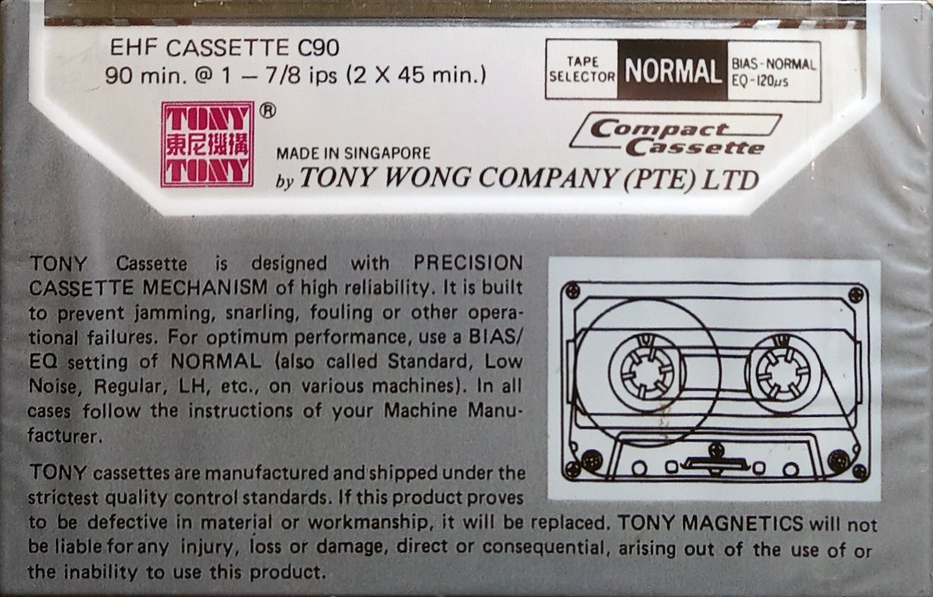 EHF CASSETTE C90
90 min. @ 1 – 7/8 ips (2 X 45 min.)
TAPE
SELECTOR
NORMAL
BIAS-NORMAL
EQ-120µs
TONY
東尼機構
TONY
®
Compact
Cassette
MADE IN SINGAPORE
by TONY WONG COMPANY (PTE) LTD
TONY Cassette is designed with PRECISION
CASSETTE MECHANISM of high reliability. It is built
to prevent jamming, snarling, fouling or other opera-
tional failures. For optimum performance, use a BIAS/
EQ setting of NORMAL (also called Standard, Low
Noise, Regular, LH, etc., on various machines). In all
cases follow the instructions of your Machine Manu-
facturer.
TONY cassettes are manufactured and shipped under the
strictest quality control standards. If this product proves
to be defective in material or workmanship, it will be replaced. TONY MAGNETICS will not
be liable for any injury, loss or damage, direct or consequential, arising out of the use of or
the inability to use this product.